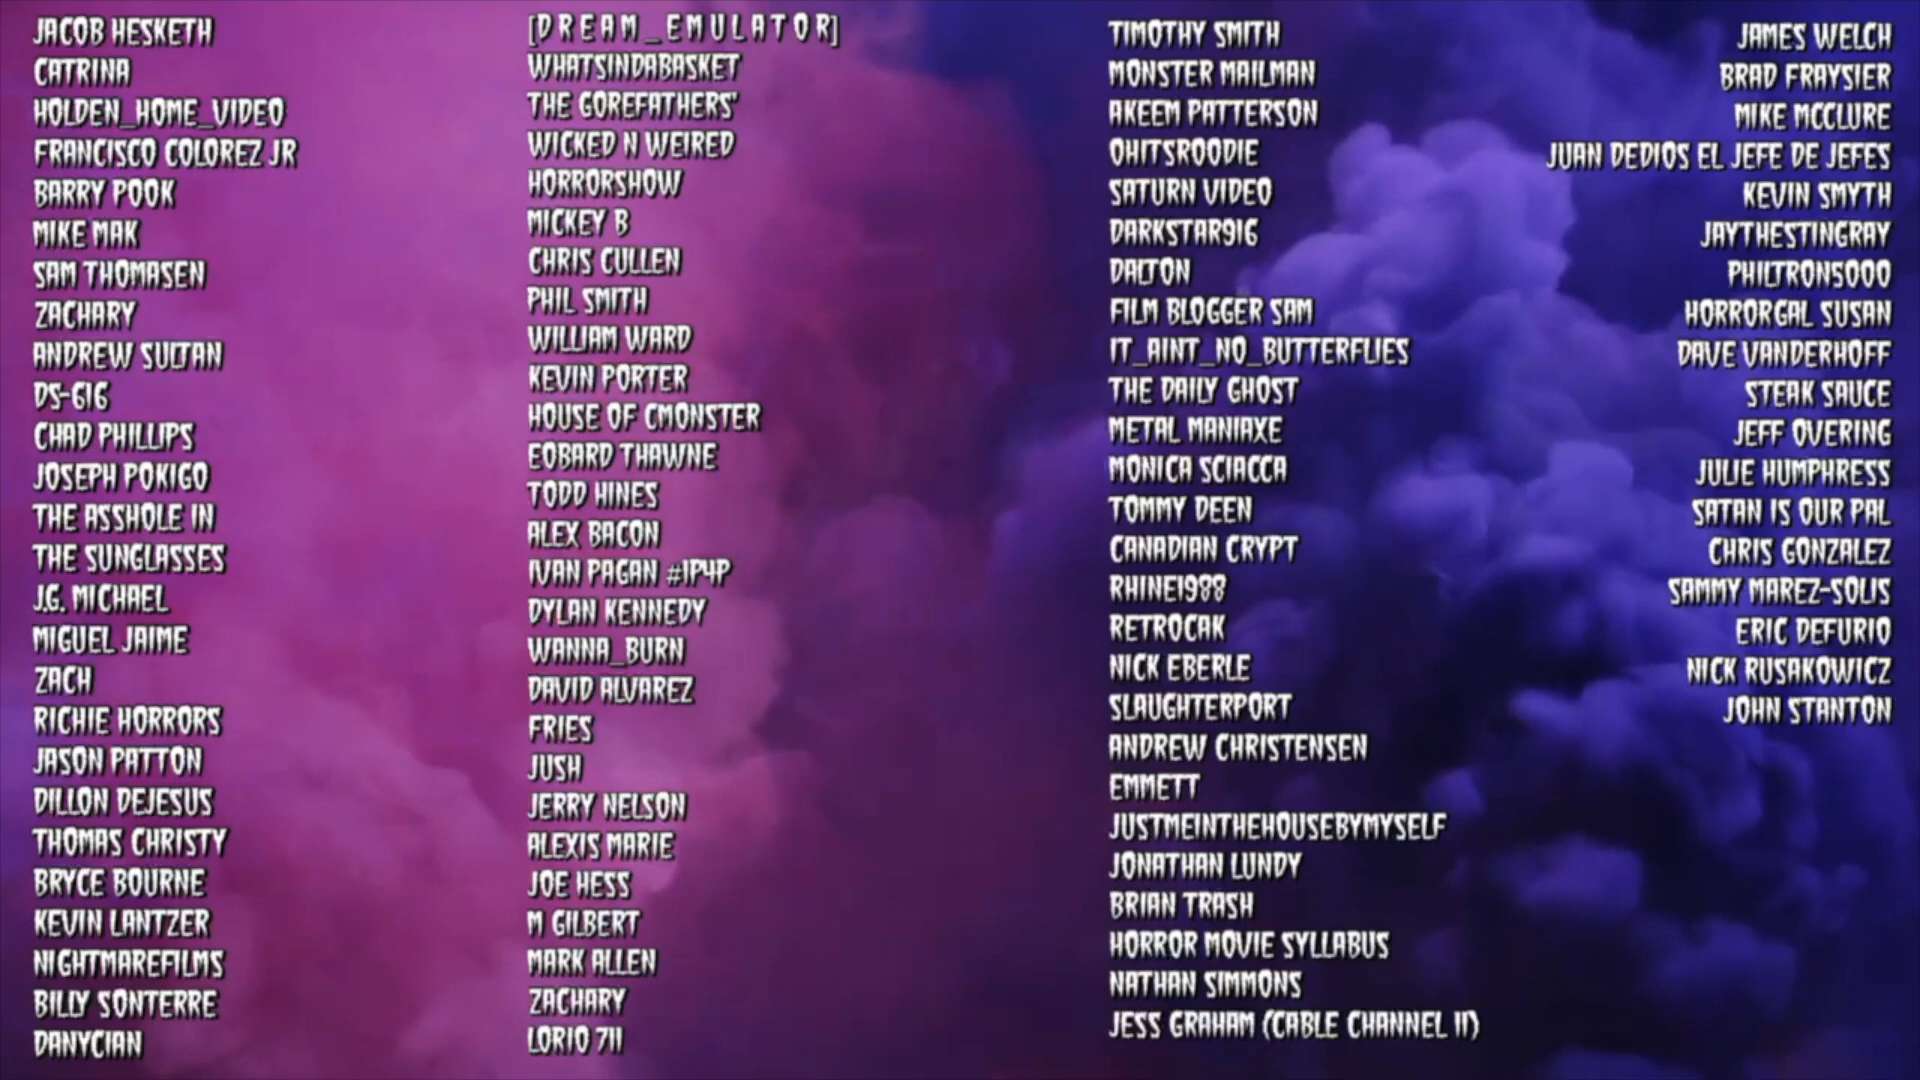 JACOB HESKETH
CATRINA
HOLDEN_HOME_VIDEO
FRANCISCO COLOREZ JR
BARRY POOK
MIKE MAK
SAM THOMASEN
ZACHARY
ANDREW SULTAN
DS-616
CHAD PHILLIPS
JOSEPH POKIGO
THE ASSHOLE IN
THE SUNGLASSES
J.G. MICHAEL
MIGUEL JAIME
ZACH
RICHIE HORRORS
JASON PATTON
DILLON DEJESUS
THOMAS CHRISTY
BRYCE BOURNE
KEVIN LANTZER
NIGHTMAREFILMS
BILLY SONTERRE
DANYCIAN
[D R E A M _ E M U L A T O R]
WHATSINDABASKET
THE GOREFATHERS'
WICKED N WEIRED
HORRORSHOW
MICKEY B
CHRIS CULLEN
PHIL SMITH
WILLIAM WARD
KEVIN PORTER
HOUSE OF CMONSTER
EOBARD THAWNE
TODD HINES
ALEX BACON
IVAN PAGAN #1P4P
DYLAN KENNEDY
WANNA_BURN
DAVID ALVAREZ
FRIES
JUSH
JERRY NELSON
ALEXIS MARIE
JOE HESS
M GILBERT
MARK ALLEN
ZACHARY
LORIO 711
TIMOTHY SMITH
MONSTER MAILMAN
AKEEM PATTERSON
OHITSROODIE
SATURN VIDEO
DARKSTAR916
DALTON
FILM BLOGGER SAM
IT_AINT_NO_BUTTERFLIES
THE DAILY GHOST
METAL MANIAXE
MONICA SCIACCA
TOMMY DEEN
CANADIAN CRYPT
RHINE1988
RETROCAK
NICK EBERLE
SLAUGHTERPORT
ANDREW CHRISTENSEN
EMMETT
JUSTMEINTHEHOUSEBYMYSELF
JONATHAN LUNDY
BRIAN TRASH
HORROR MOVIE SYLLABUS
NATHAN SIMMONS
JESS GRAHAM (CABLE CHANNEL 11)
JAMES WELCH
BRAD FRAYSIER
MIKE MCCLURE
JUAN DEDIOS EL JEFE DE JEFES
KEVIN SMYTH
JAYTHESTINGRAY
PHILTRON5000
HORRORGAL SUSAN
DAVE VANDERHOFF
STEAK SAUCE
JEFF OVERING
JULIE HUMPHRESS
SATAN IS OUR PAL
CHRIS GONZALEZ
SAMMY MAREZ-SOLIS
ERIC DEFURIO
NICK RUSAKOWICZ
JOHN STANTON